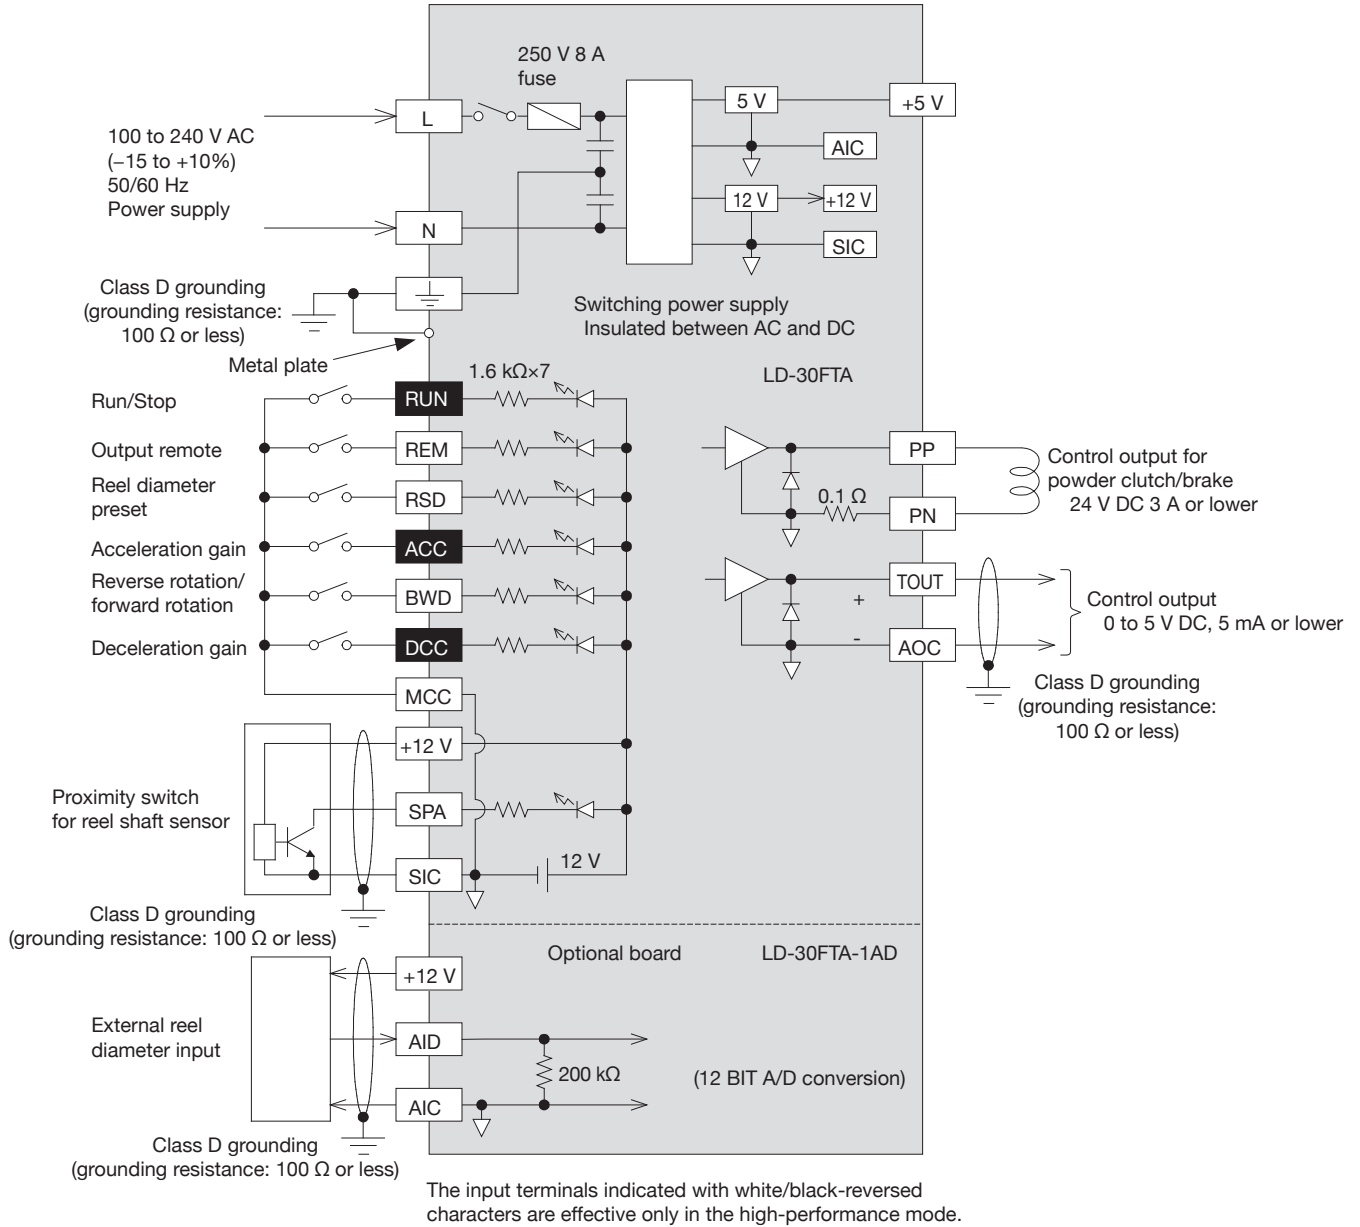 250 V 8 A
fuse
L
5 V
+5 V
100 to 240 V AC
(−15 to +10%)
50/60 Hz
Power supply
AIC
12 V
+12 V
N
SIC
Class D grounding
(grounding resistance:
100 Ω or less)
Switching power supply
Insulated between AC and DC
Metal plate
LD-30FTA
1.6 kΩ×7
Run/Stop
RUN
Output remote
REM
Reel diameter
preset
RSD
Acceleration gain
ACC
Reverse rotation/
forward rotation
BWD
Deceleration gain
DCC
MCC
+12 V
Proximity switch
for reel shaft sensor
SPA
SIC
12 V
Class D grounding
(grounding resistance: 100 Ω or less)
PP
0.1 Ω
PN
Control output for
powder clutch/brake
24 V DC 3 A or lower
TOUT
+
-
AOC
Control output
0 to 5 V DC, 5 mA or lower
Class D grounding
(grounding resistance:
100 Ω or less)
Optional board
LD-30FTA-1AD
+12 V
External reel
diameter input
AID
200 kΩ
(12 BIT A/D conversion)
AIC
Class D grounding
(grounding resistance: 100 Ω or less)
The input terminals indicated with white/black-reversed
characters are effective only in the high-performance mode.